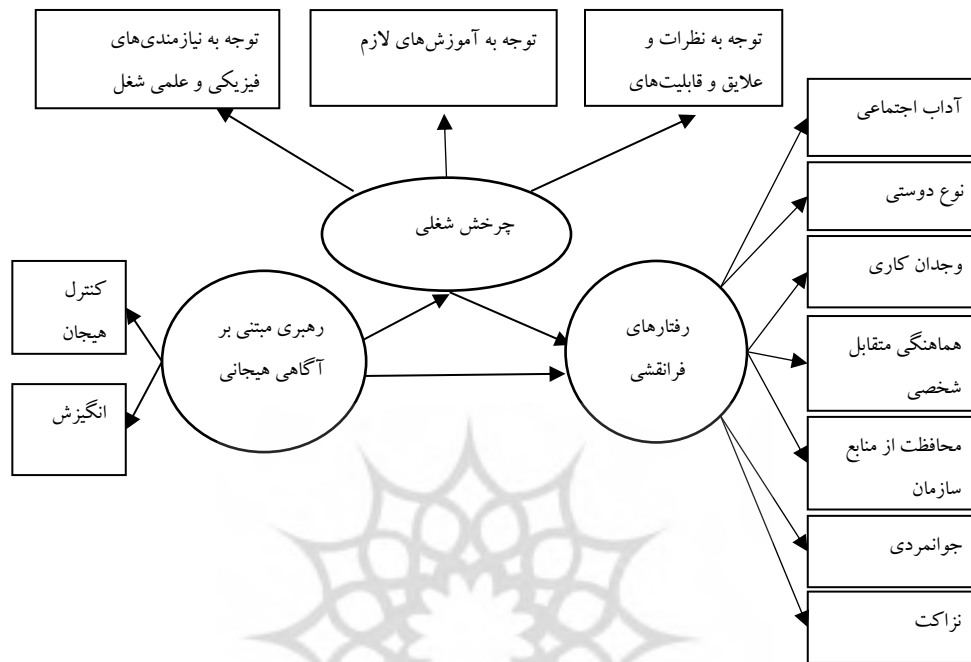 توجه به نظرات و
علایق و قابلیت‌های
توجه به آموزش‌های لازم
توجه به نیازمندی‌های
فیزیکی و علمی شغل
چرخش شغلی
رهبری مبتنی بر
آگاهی هیجانی
کنترل
هیجان
انگیزش
رفتارهای
فرانقشی
آداب اجتماعی
نوع دوستی
وجدان کاری
هماهنگی متقابل
شخصی
محافظت از منابع
سازمان
جوانمردی
نزاکت